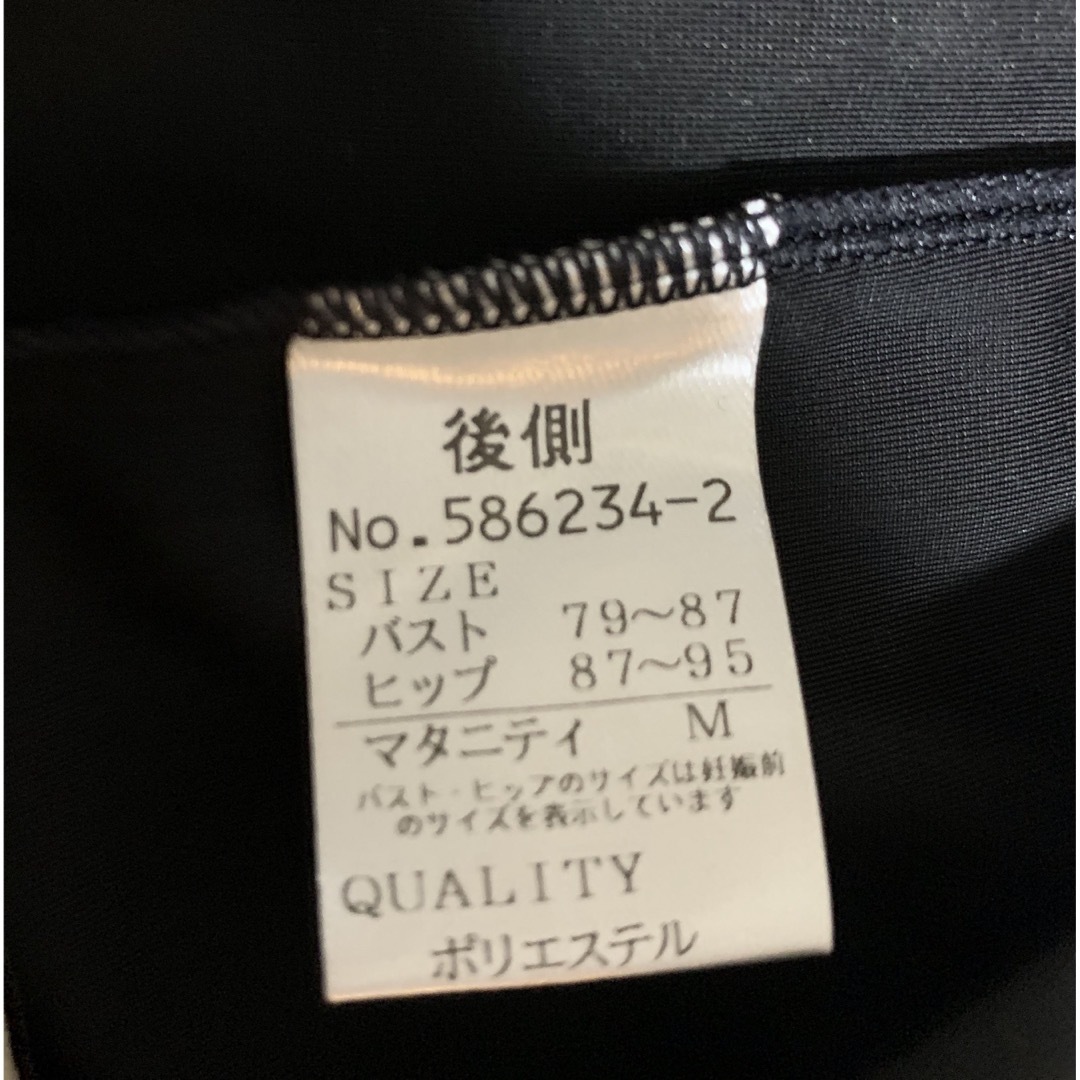 後側
No.586234-2
SIZE
バスト 79～87
ヒップ 87～95
マタニティ M
バスト・ヒップのサイズは妊娠前
のサイズを表示しています
QUALITY
ポリエステル